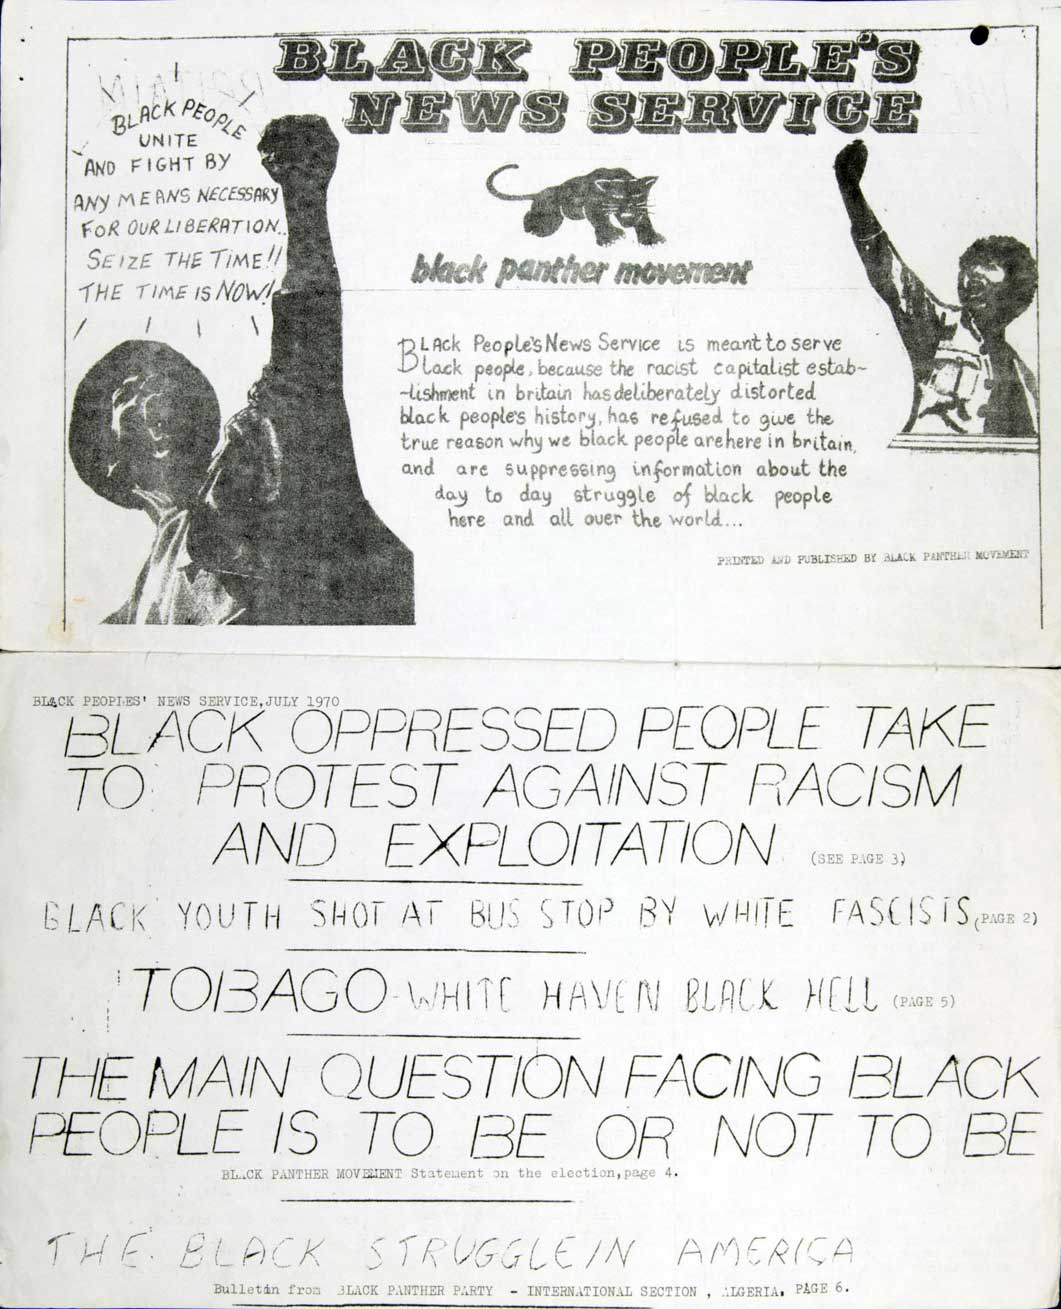 BLACK PEOPLE'S
NEWS SERVICE
BLACK PEOPLE
UNITE
AND FIGHT BY
ANY MEANS NECESSARY
FOR OUR LIBERATION..
SEIZE THE TIME!!
THE TIME IS NOW!
black panther movement
BLACK People's News Service is meant to serve
Black people, because the racist capitalist estab-
-lishment in britain has deliberately distorted
black people's history, has refused to give the
true reason why we black people are here in britain,
and are suppressing information about the
day to day struggle of black people
here and all over the world...
PRINTED AND PUBLISHED BY BLACK PANTHER MOVEMENT
BLACK PEOPLES' NEWS SERVICE,JULY 1970
BLACK OPPRESSED PEOPLE TAKE
TO PROTEST AGAINST RACISM
AND EXPLOITATION (SEE PAGE 3)
BLACK YOUTH SHOT AT BUS STOP BY WHITE FASCISTS (PAGE 2)
TOBAGO-WHITE HAVEN BLACK HELL (PAGE 5)
THE MAIN QUESTION FACING BLACK
PEOPLE IS TO BE OR NOT TO BE
BLACK PANTHER MOVEMENT Statement on the election,page 4.
THE BLACK STRUGGLE IN AMERICA
Bulletin from BLACK PANTHER PARTY - INTERNATIONAL SECTION , ALGERIA, PAGE 6.